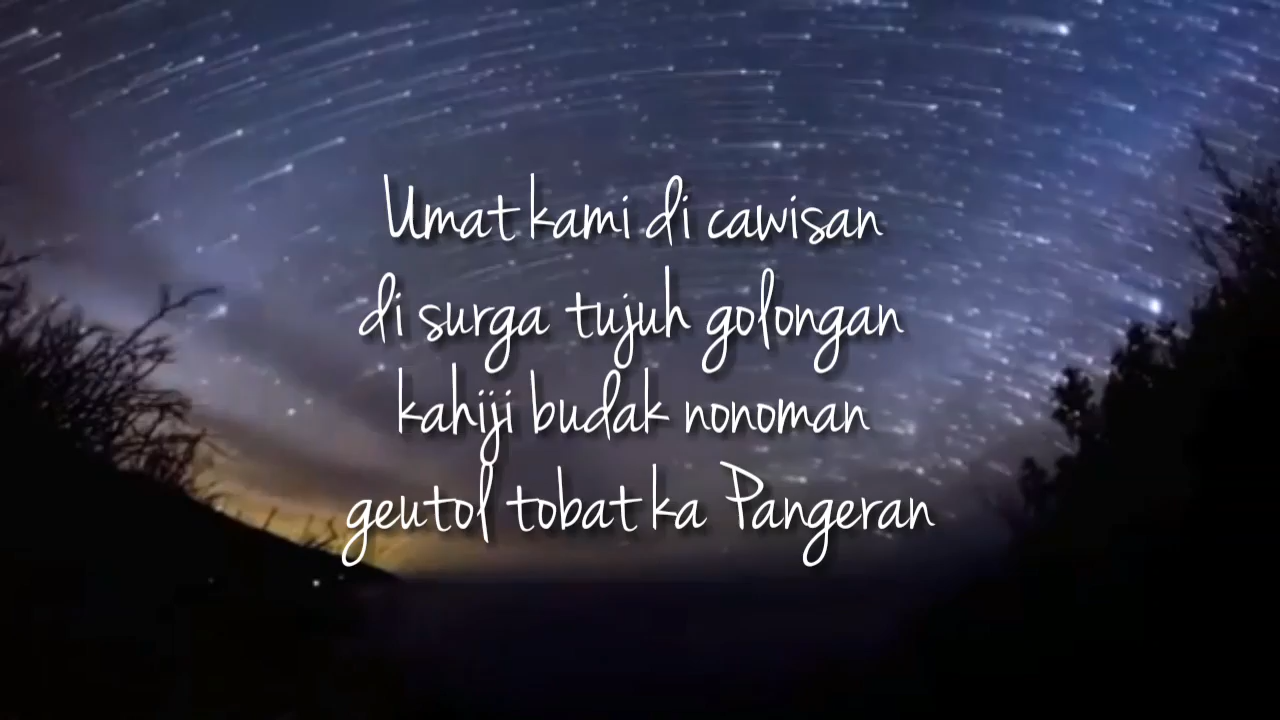 Umat kami di cawisan
di surga tujuh golongan
kahiji budak nonoman
geutol tobat ka Pangeran